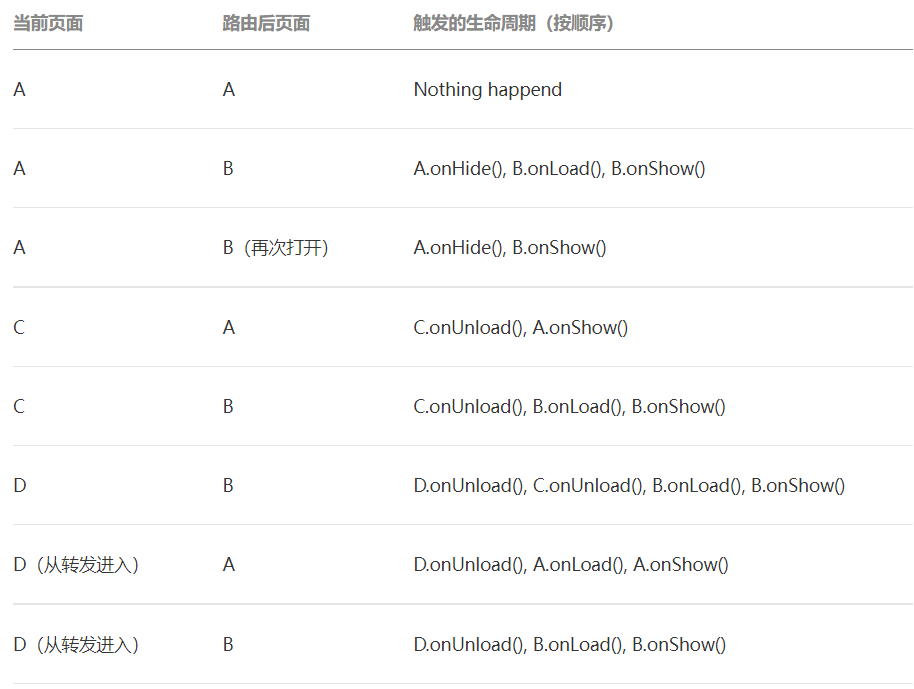 当前页面 路由后页面 触发的生命周期（按顺序）
A A Nothing happend
A B A.onHide(), B.onLoad(), B.onShow()
A B（再次打开） A.onHide(), B.onShow()
C A C.onUnload(), A.onShow()
C B C.onUnload(), B.onLoad(), B.onShow()
D B D.onUnload(), C.onUnload(), B.onLoad(), B.onShow()
D（从转发进入） A D.onUnload(), A.onLoad(), A.onShow()
D（从转发进入） B D.onUnload(), B.onLoad(), B.onShow()